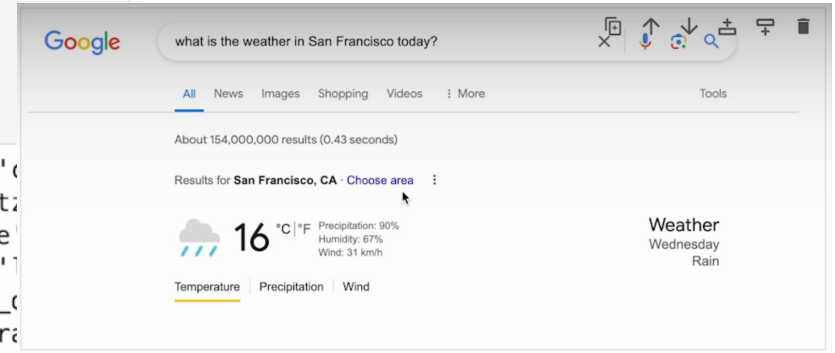 Google
what is the weather in San Francisco today?
All News Images Shopping Videos More
Tools
About 154,000,000 results (0.43 seconds)
Results for San Francisco, CA · Choose area
16 °C|°F
Precipitation: 90%
Humidity: 67%
Wind: 31 km/h
Weather
Wednesday
Rain
Temperature Precipitation Wind